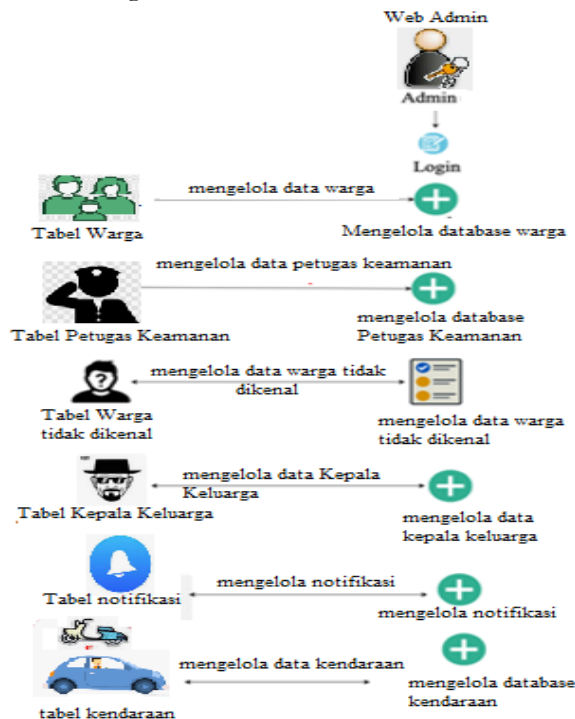 Web Admin
Admin
Login
mengelola data warga
Tabel Warga
Mengelola database warga
mengelola data petugas keamanan
Tabel Petugas Keamanan
mengelola database
Petugas Keamanan
mengelola data warga tidak
dikenal
Tabel Warga
tidak dikenal
mengelola data warga
tidak dikenal
mengelola data Kepala
Keluarga
Tabel Kepala Keluarga
mengelola data
kepala keluarga
mengelola notifikasi
Tabel notifikasi
mengelola notifikasi
mengelola data kendaraan
tabel kendaraan
mengelola database
kendaraan